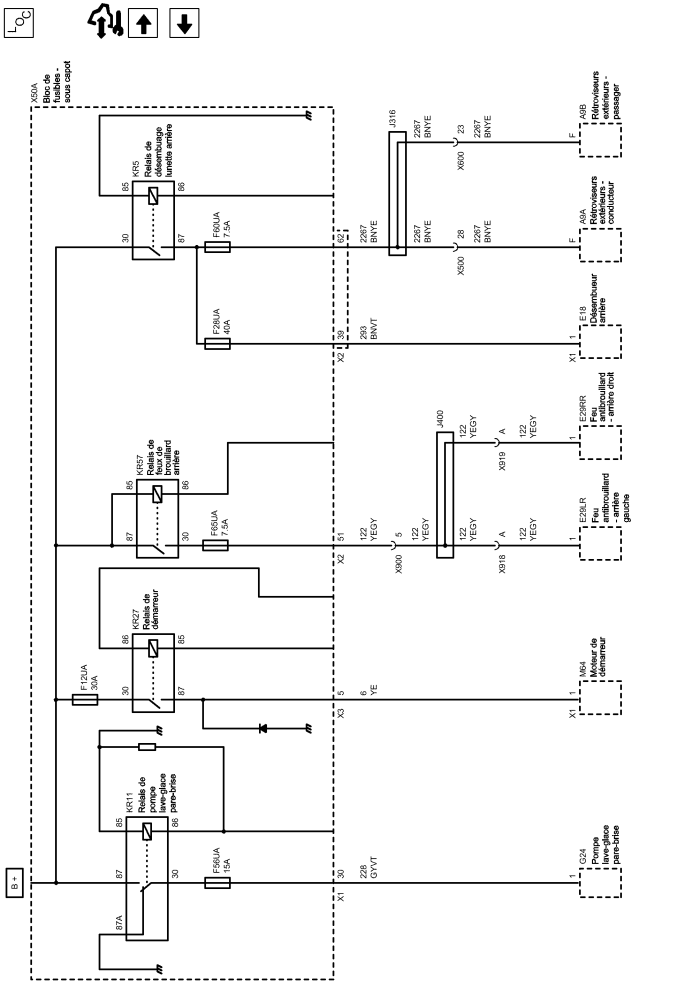 LOC
B +
X50A
Bloc de
fusibles -
sous capot
KR5
Relais de
désembuage
lunette arrière
85
86
30
87
F60UA
7.5A
F28UA
40A
KR57
Relais de
feux de
brouillard
arrière
85
86
87
30
F65UA
7.5A
KR27
Relais de
démarreur
86
85
30
87
F12UA
30A
KR11
Relais de
pompe
lave-glace
pare-brise
85
86
87
30
87A
F56UA
15A
62
39
X2
51
X2
5
X3
30
X1
2267
BNYE
293
BNVT
122
YEGY
6
YE
228
GYVT
J316
2267
BNYE
23
X600
2267
BNYE
2267
BNYE
28
X500
2267
BNYE
5
X900
122
YEGY
J400
122
YEGY
A
X919
122
YEGY
122
YEGY
A
X918
122
YEGY
F
A9B
Rétroviseurs
extérieurs -
passager
F
A9A
Rétroviseurs
extérieurs -
conducteur
1
X1
E18
Désembueur
arrière
1
E29RR
Feu
antibrouillard
- arrière droit
1
E29LR
Feu
antibrouillard
- arrière
gauche
1
X1
M64
Moteur de
démarreur
1
G24
Pompe
lave-glace
pare-brise